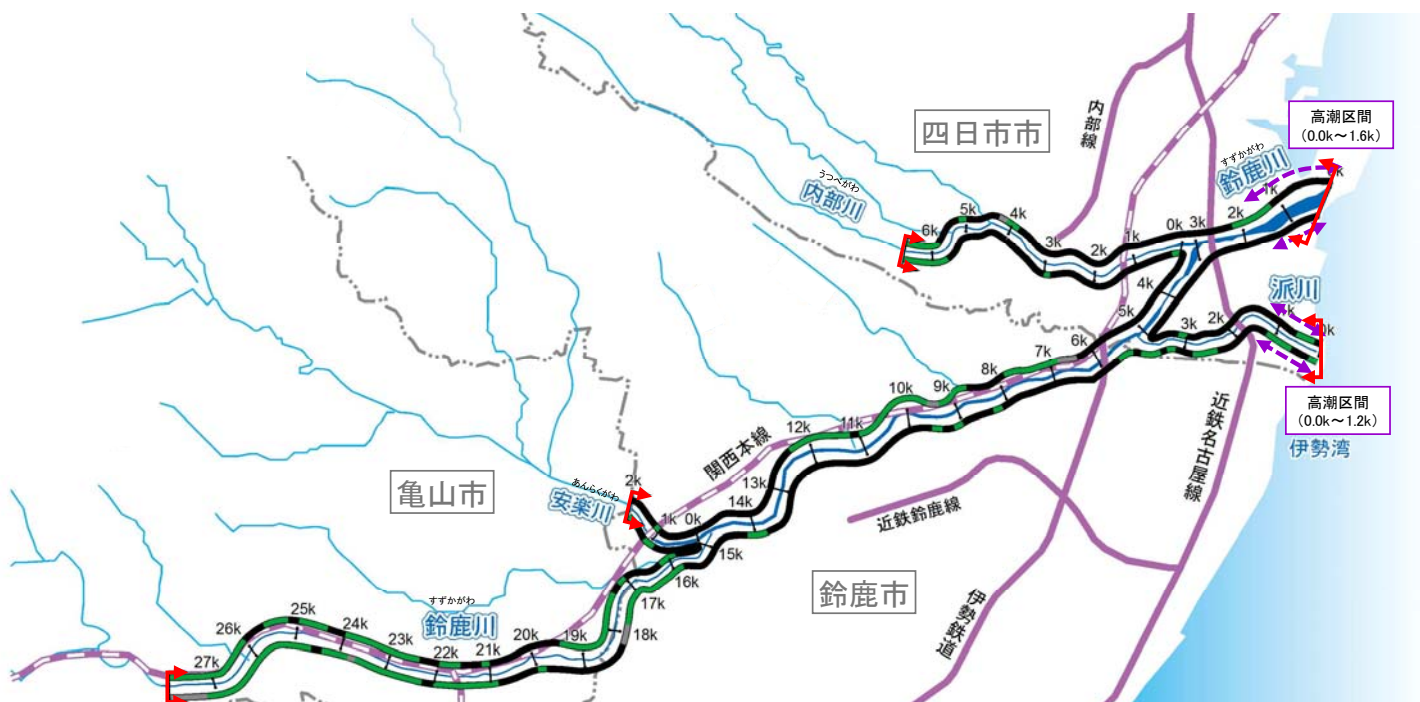 四日市市
内部線
高潮区間
(0.0k～1.6k)
すずかがわ
鈴鹿川
うつべがわ
内部川
6k
5k
4k
3k
2k
1k
0k
3k
2k
1k
k
派川
4k
5k
3k
2k
k
0k
6k
7k
8k
9k
10k
11k
12k
13k
14k
15k
16k
17k
18k
19k
20k
21k
22k
23k
24k
25k
26k
27k
高潮区間
(0.0k～1.2k)
伊勢湾
近鉄名古屋線
関西本線
近鉄鈴鹿線
伊勢鉄道
亀山市
あんらくがわ
安楽川
2k
1k
0k
鈴鹿市
すずかがわ
鈴鹿川